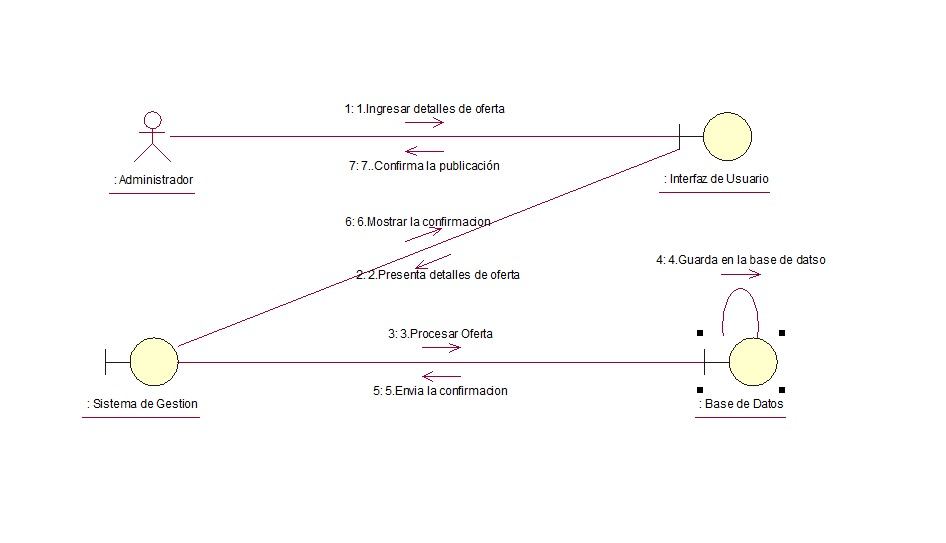 1: 1.Ingresar detalles de oferta
7: 7..Confirma la publicación
: Administrador
: Interfaz de Usuario
6: 6.Mostrar la confirmacion
2: 2.Presenta detalles de oferta
4: 4.Guarda en la base de datso
3: 3.Procesar Oferta
5: 5.Envia la confirmacion
: Sistema de Gestion
: Base de Datos